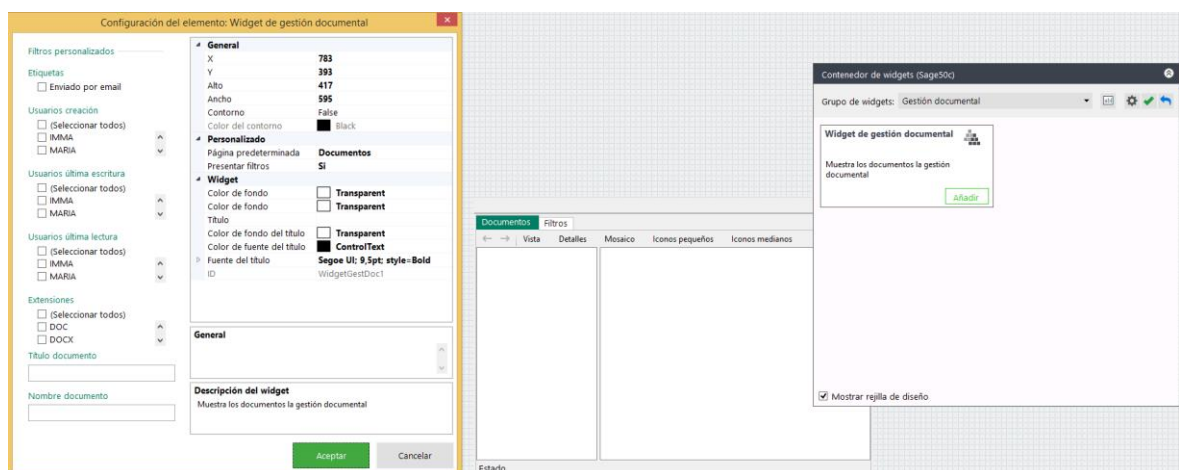 Configuración del elemento: Widget de gestión documental
Filtros personalizados
Etiquetas
Enviado por email
Usuarios creación
(Seleccionar todos)
IMMA
MARIA
Usuarios última escritura
(Seleccionar todos)
IMMA
MARIA
Usuarios última lectura
(Seleccionar todos)
IMMA
MARIA
Extensiones
(Seleccionar todos)
DOC
DOCX
Título documento
Nombre documento
General
X 783
Y 393
Alto 417
Ancho 595
Contorno False
Color del contorno Black
Personalizado
Página predeterminada Documentos
Presentar filtros Sí
Widget
Color de fondo Transparent
Color de fondo Transparent
Título
Color de fondo del título Transparent
Color de fuente del título ControlText
Fuente del título Segoe UI; 9,5pt; style=Bold
ID WidgetGestDoc1
General
Descripción del widget
Muestra los documentos la gestión documental
Aceptar Cancelar
Documentos Filtros
Vista Detalles Mosaico Iconos pequeños Iconos medianos
Estado
Contenedor de widgets (Sage50c)
Grupo de widgets: Gestión documental
Widget de gestión documental
Muestra los documentos la gestión
documental
Añadir
Mostrar rejilla de diseño